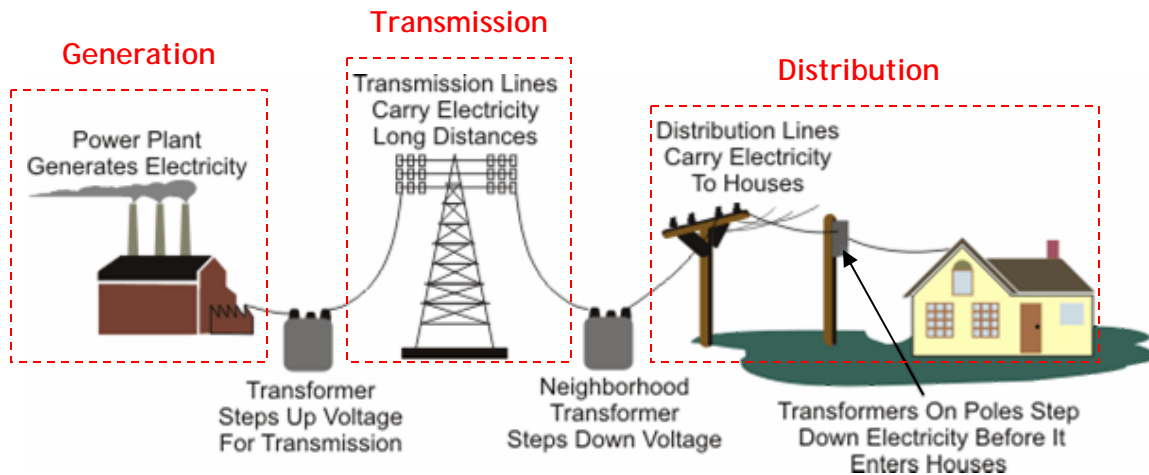 Generation
Transmission
Distribution
Power Plant
Generates Electricity
Transmission Lines
Carry Electricity
Long Distances
Distribution Lines
Carry Electricity
To Houses
Transformer
Steps Up Voltage
For Transmission
Neighborhood
Transformer
Steps Down Voltage
Transformers On Poles Step
Down Electricity Before It
Enters Houses